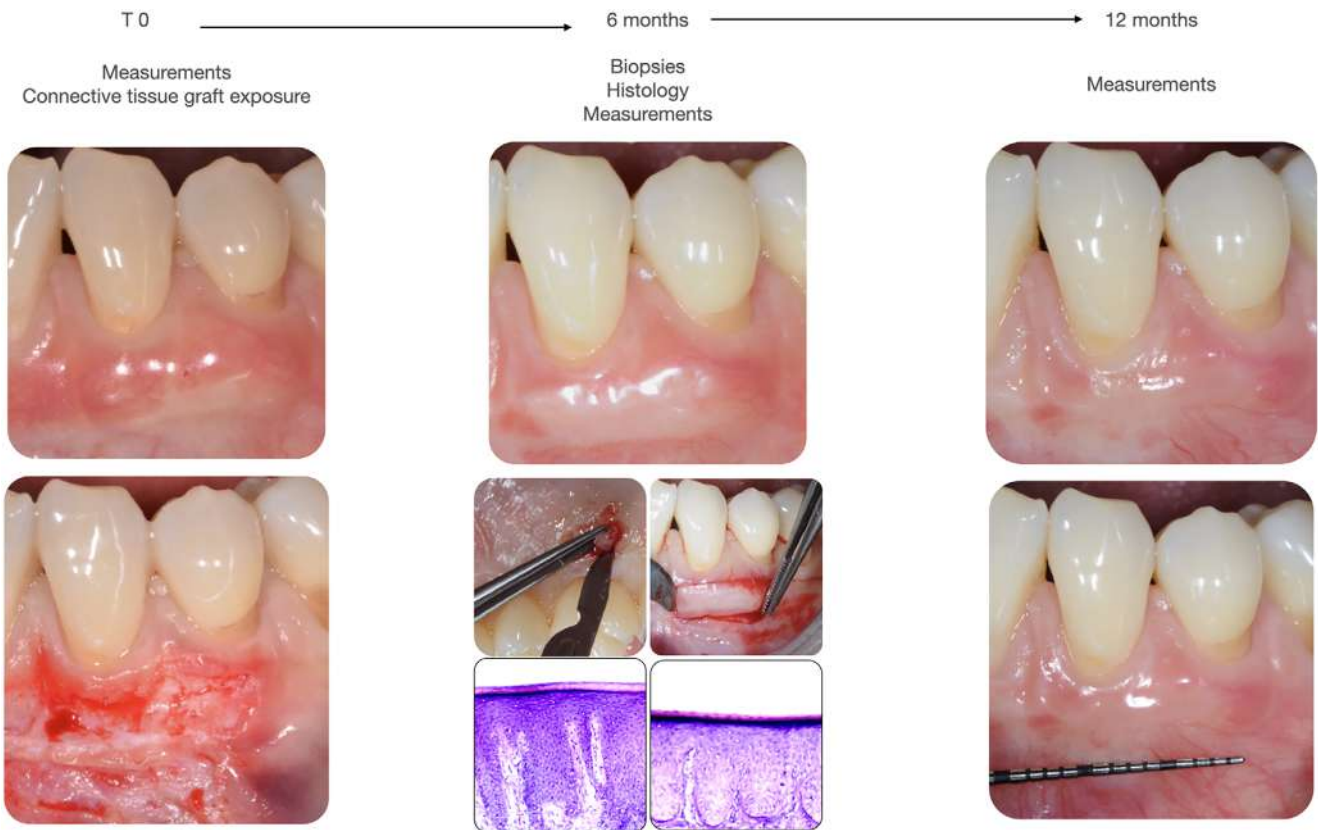 T 0
6 months
12 months
Measurements
Connective tissue graft exposure
Biopsies
Histology
Measurements
Measurements